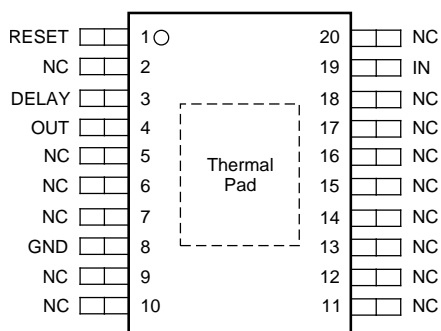 RESET 1 20 NC
NC 2 19 IN
DELAY 3 18 NC
OUT 4 17 NC
NC 5 16 NC
NC 6 15 NC
NC 7 14 NC
GND 8 13 NC
NC 9 12 NC
NC 10 11 NC
Thermal
Pad